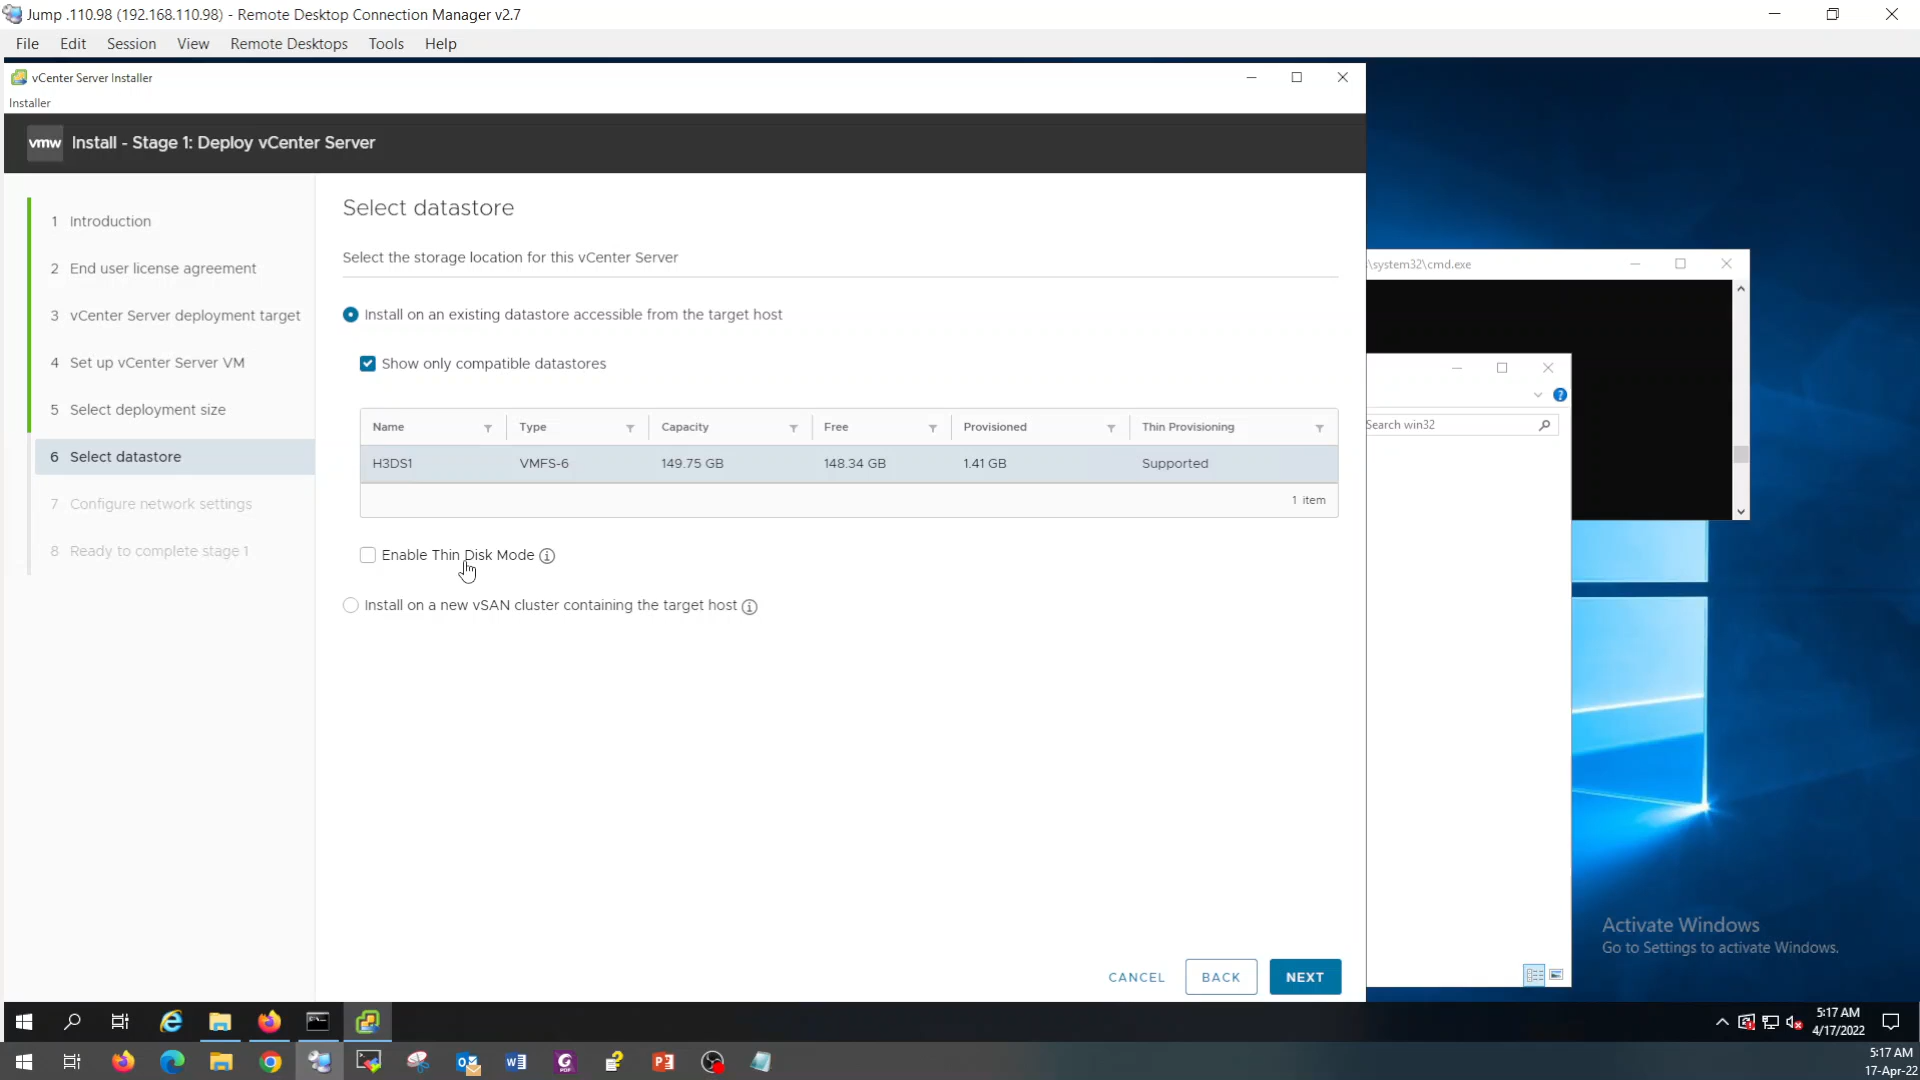 Jump .110.98 (192.168.110.98) - Remote Desktop Connection Manager v2.7
File Edit Session View Remote Desktops Tools Help
vCenter Server Installer
Installer
vmw Install - Stage 1: Deploy vCenter Server
1 Introduction
2 End user license agreement
3 vCenter Server deployment target
4 Set up vCenter Server VM
5 Select deployment size
6 Select datastore
7 Configure network settings
8 Ready to complete stage 1
Select datastore
Select the storage location for this vCenter Server
Install on an existing datastore accessible from the target host
Show only compatible datastores
Name Type Capacity Free Provisioned Thin Provisioning
H3DS1 VMFS-6 149.75 GB 148.34 GB 1.41 GB Supported
1 item
Enable Thin Disk Mode
Install on a new vSAN cluster containing the target host
CANCEL BACK NEXT
\system32\cmd.exe
Search win32
Activate Windows
Go to Settings to activate Windows.
5:17 AM
4/17/2022
5:17 AM
17-Apr-22